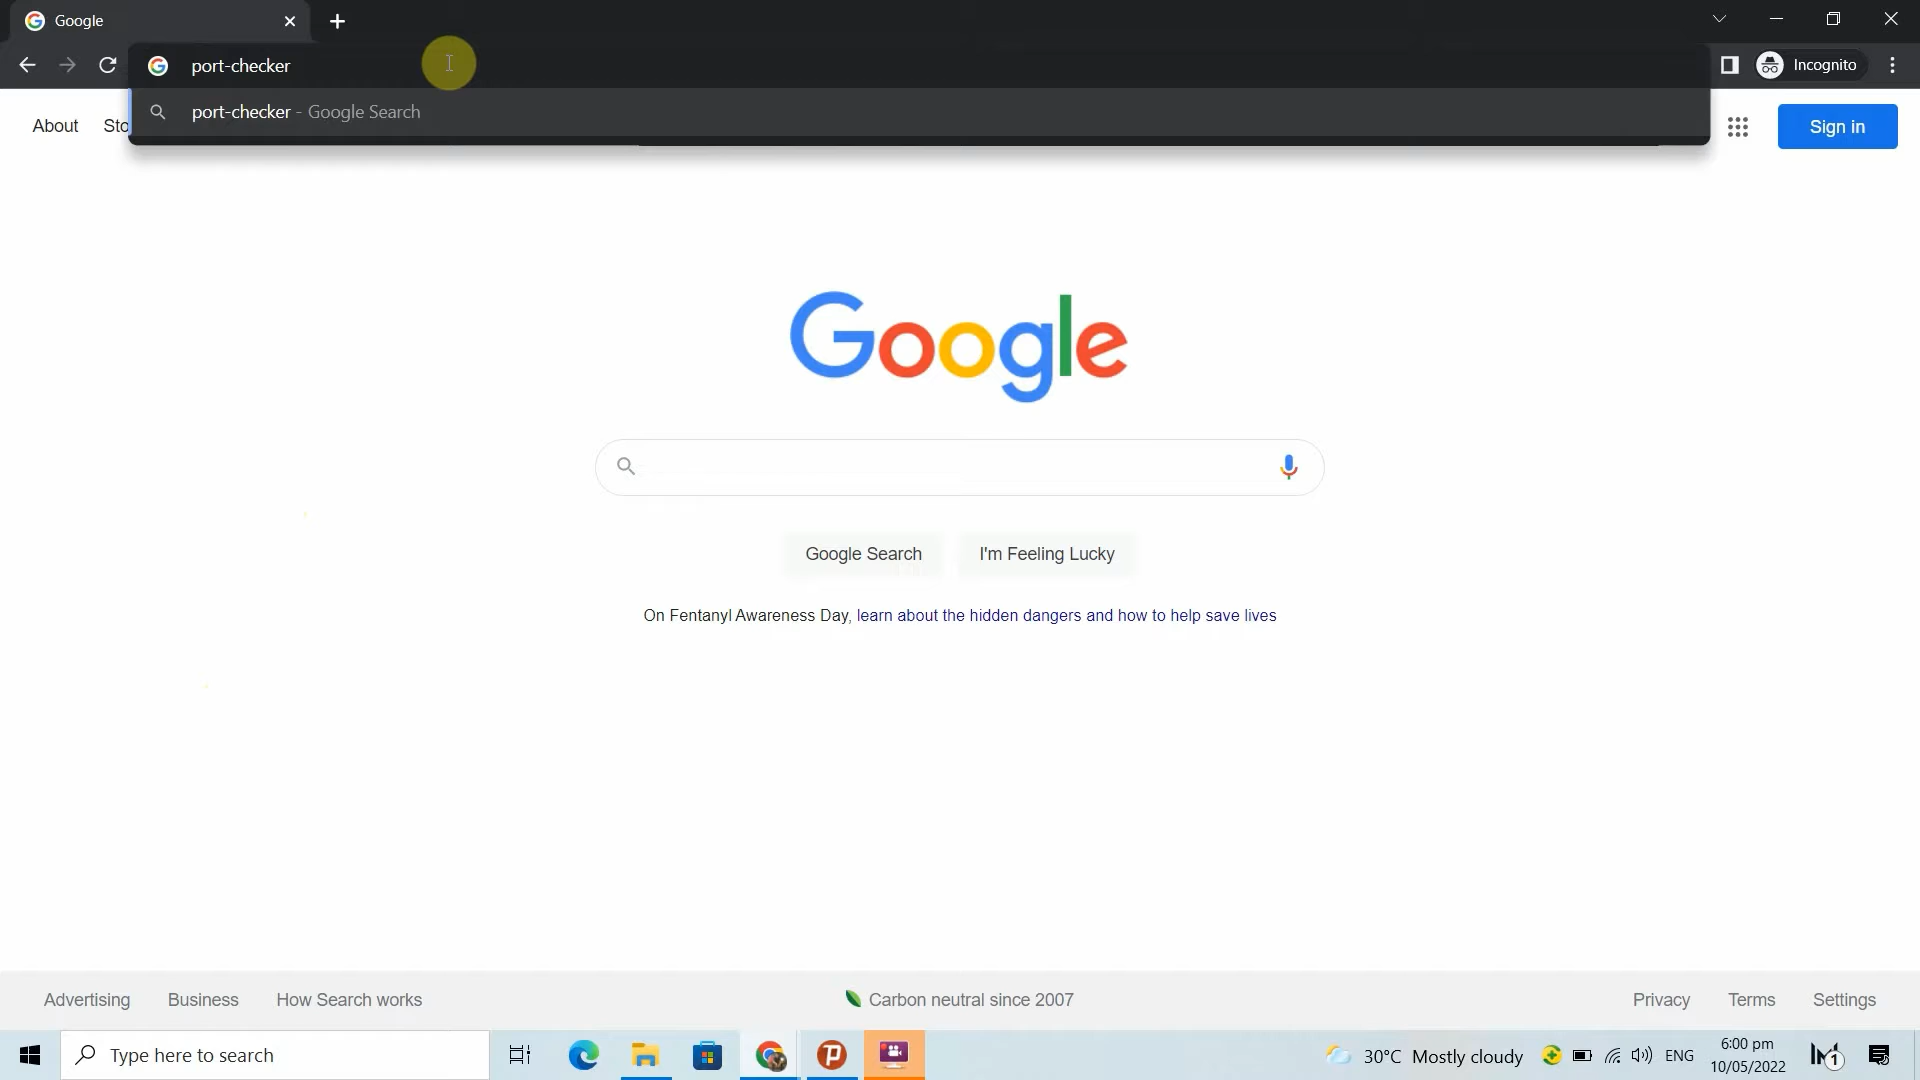 Google
port-checker
Incognito
port-checker - Google Search
About
Sto
Sign in
Google
Google Search
I'm Feeling Lucky
On Fentanyl Awareness Day, learn about the hidden dangers and how to help save lives
Advertising
Business
How Search works
Carbon neutral since 2007
Privacy
Terms
Settings
Type here to search
30°C Mostly cloudy
ENG
6:00 pm
10/05/2022
1